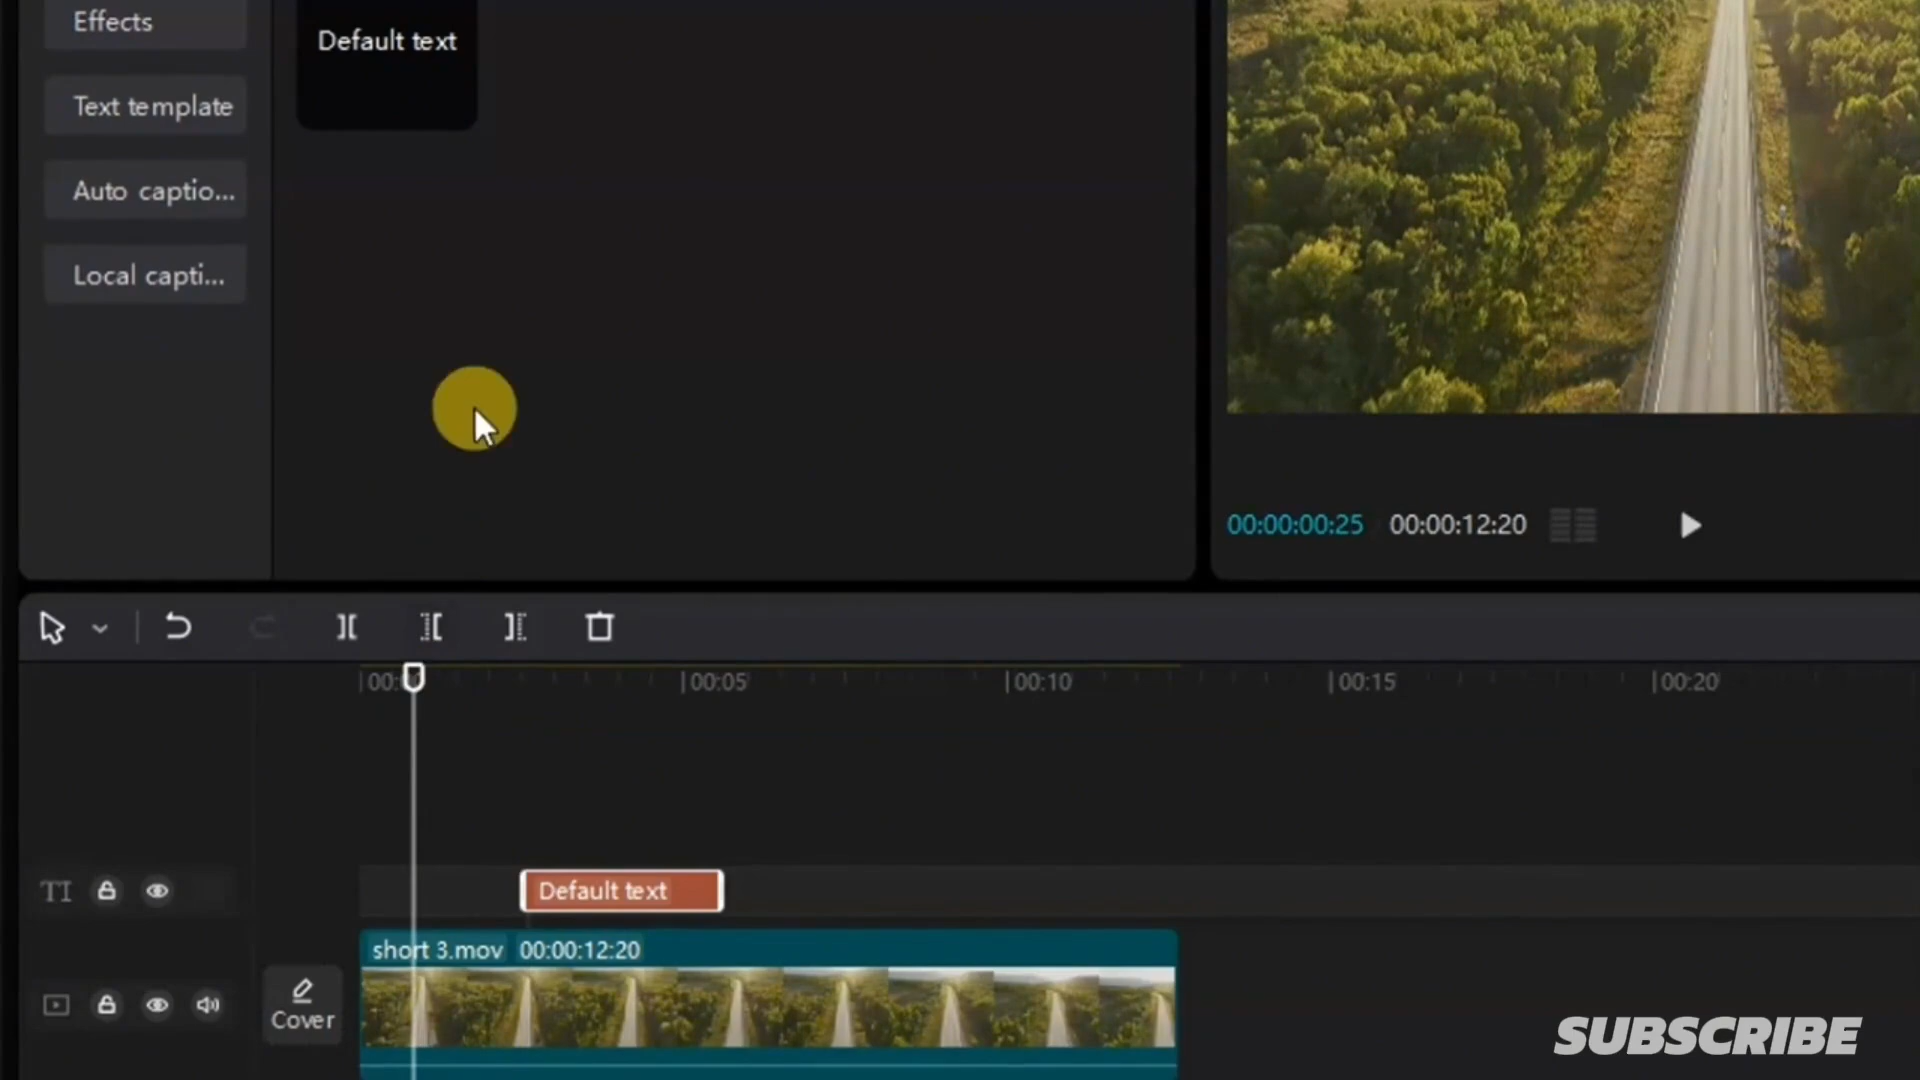 Effects
Default text
Text template
Auto captio...
Local capti...
00:00:00:25 00:00:12:20
00:05 00:10 00:15 00:20
TI
Default text
short 3.mov 00:00:12:20
Cover
SUBSCRIBE